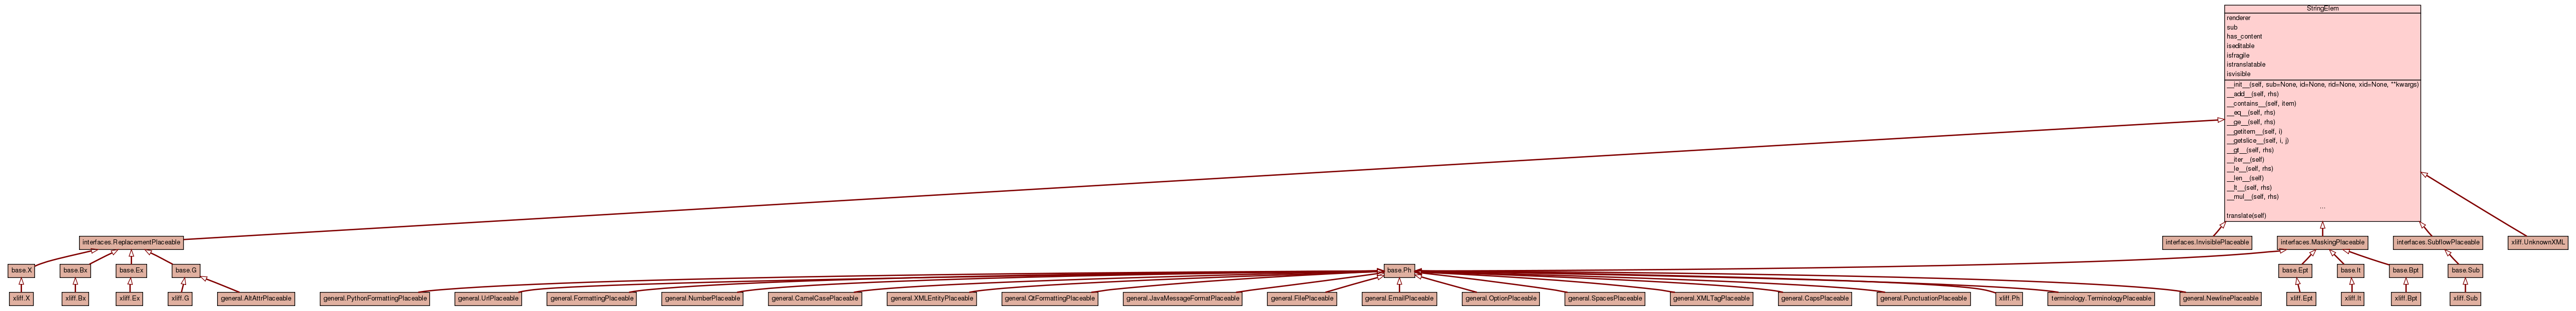 StringElem
renderer
sub
has_content
iseditable
isfragile
istranslatable
isvisible
__init__(self, sub=None, id=None, rid=None, xid=None, **kwargs)
__add__(self, rhs)
__contains__(self, item)
__eq__(self, rhs)
__ge__(self, rhs)
__getitem__(self, i)
__getslice__(self, i, j)
__gt__(self, rhs)
__iter__(self)
__le__(self, rhs)
__len__(self)
__lt__(self, rhs)
__mul__(self, rhs)
...
translate(self)
interfaces.ReplacementPlaceable
interfaces.InvisiblePlaceable
interfaces.MaskingPlaceable
interfaces.SubflowPlaceable
xliff.UnknownXML
base.X
base.Bx
base.Ex
base.G
base.Ph
base.Ept
base.It
base.Bpt
base.Sub
xliff.X
xliff.Bx
xliff.Ex
xliff.G
general.AltAttrPlaceable
general.PythonFormattingPlaceable
general.UrlPlaceable
general.FormattingPlaceable
general.NumberPlaceable
general.CamelCasePlaceable
general.XMLEntityPlaceable
general.QtFormattingPlaceable
general.JavaMessageFormatPlaceable
general.FilePlaceable
general.EmailPlaceable
general.OptionPlaceable
general.SpacesPlaceable
general.XMLTagPlaceable
general.CapsPlaceable
general.PunctuationPlaceable
xliff.Ph
terminology.TerminologyPlaceable
general.NewlinePlaceable
xliff.Ept
xliff.It
xliff.Bpt
xliff.Sub